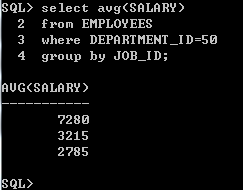 SQL> select avg(SALARY)
2 from EMPLOYEES
3 where DEPARTMENT_ID=50
4 group by JOB_ID;
AVG(SALARY)
-----------
7280
3215
2785
SQL>